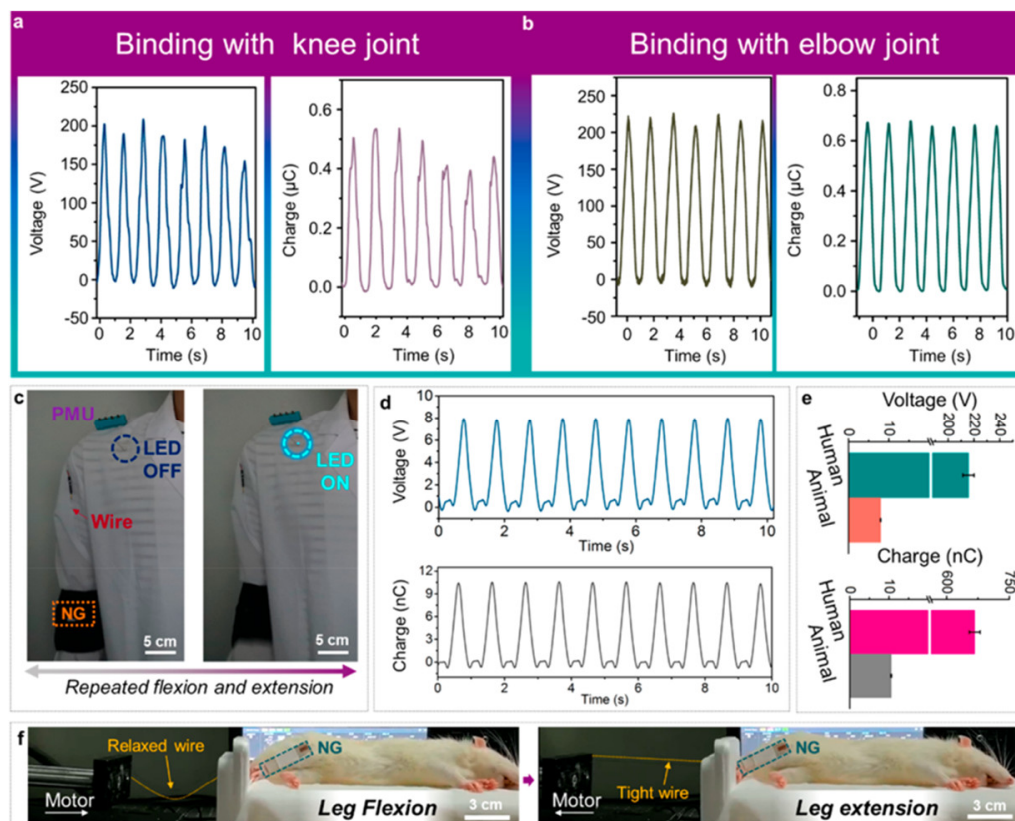 a
Binding with knee joint
250
200
150
100
50
0
-50
Voltage (V)
0 2 4 6 8 10
Time (s)
0.6
0.4
0.2
0.0
Charge (µC)
0 2 4 6 8 10
Time (s)
b
Binding with elbow joint
250
200
150
100
50
0
-50
Voltage (V)
0 2 4 6 8 10
Time (s)
0.8
0.6
0.4
0.2
0.0
Charge (µC)
0 2 4 6 8 10
Time (s)
c
PMU
LED
OFF
Wire
NG
5 cm
LED
ON
5 cm
Repeated flexion and extension
d
10
8
6
4
2
0
Voltage (V)
0 2 4 6 8 10
Time (s)
12
9
6
3
0
Charge (nC)
0 2 4 6 8 10
Time (s)
e
Voltage (V)
0 10 200 220 240
Human
Animal
Charge (nC)
0 10 600 750
Human
Animal
f
Relaxed wire
NG
Motor
Leg Flexion
3 cm
NG
Tight wire
Motor
Leg extension
3 cm